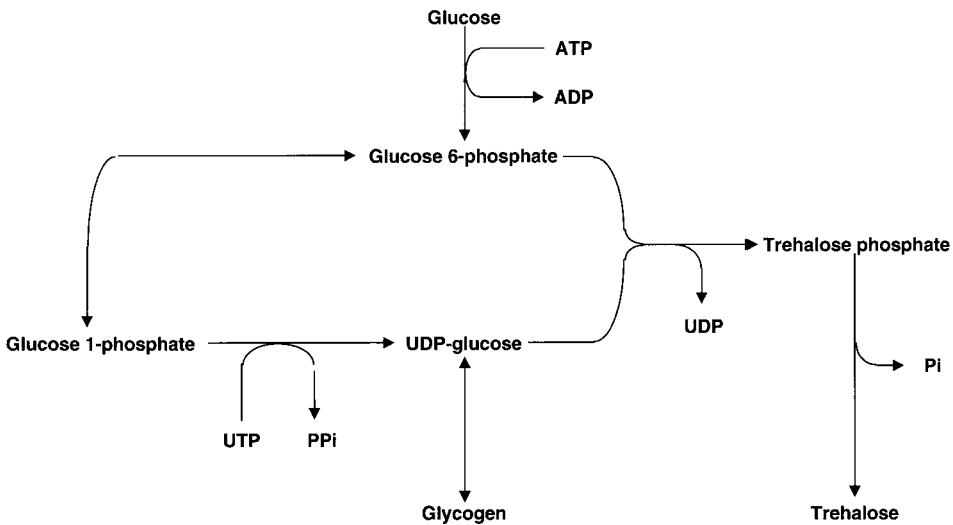 Glucose
ATP
ADP
Glucose 6-phosphate
Trehalose phosphate
UDP
Glucose 1-phosphate
UDP-glucose
Pi
UTP
PPi
Glycogen
Trehalose